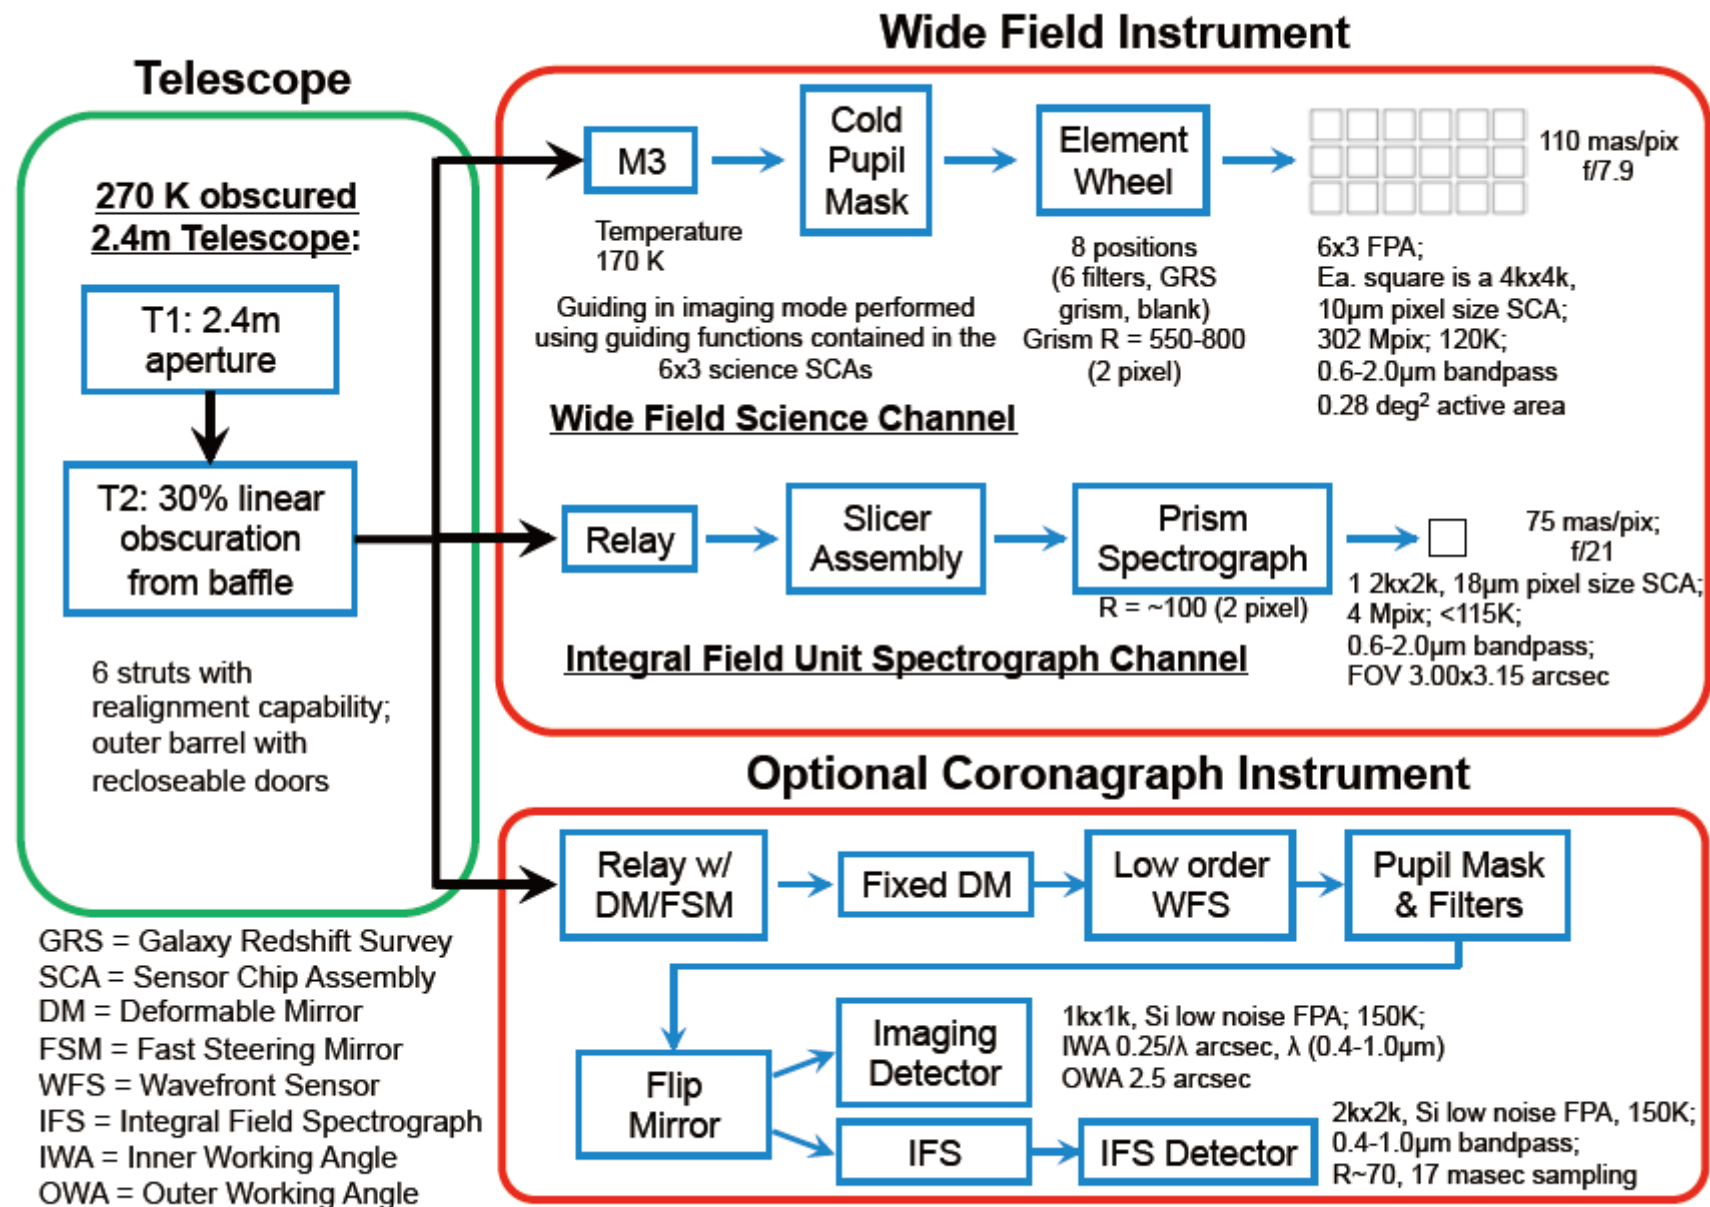 Wide Field Instrument
Telescope
270 K obscured
2.4m Telescope:
T1: 2.4m
aperture
T2: 30% linear
obscuration
from baffle
6 struts with
realignment capability;
outer barrel with
recloseable doors
M3
Temperature
170 K
Cold
Pupil
Mask
Element
Wheel
8 positions
(6 filters, GRS
grism, blank)
Grism R = 550-800
(2 pixel)
110 mas/pix
f/7.9
6x3 FPA;
Ea. square is a 4kx4k,
10µm pixel size SCA;
302 Mpix; 120K;
0.6-2.0µm bandpass
0.28 deg² active area
Guiding in imaging mode performed
using guiding functions contained in the
6x3 science SCAs
Wide Field Science Channel
Relay
Slicer
Assembly
Prism
Spectrograph
R = ~100 (2 pixel)
75 mas/pix;
f/21
1 2kx2k, 18µm pixel size SCA;
4 Mpix; <115K;
0.6-2.0µm bandpass;
FOV 3.00x3.15 arcsec
Integral Field Unit Spectrograph Channel
Optional Coronagraph Instrument
Relay w/
DM/FSM
Fixed DM
Low order
WFS
Pupil Mask
& Filters
Flip
Mirror
Imaging
Detector
1kx1k, Si low noise FPA; 150K;
IWA 0.25/λ arcsec, λ (0.4-1.0µm)
OWA 2.5 arcsec
IFS
IFS Detector
2kx2k, Si low noise FPA, 150K;
0.4-1.0µm bandpass;
R~70, 17 masec sampling
GRS = Galaxy Redshift Survey
SCA = Sensor Chip Assembly
DM = Deformable Mirror
FSM = Fast Steering Mirror
WFS = Wavefront Sensor
IFS = Integral Field Spectrograph
IWA = Inner Working Angle
OWA = Outer Working Angle